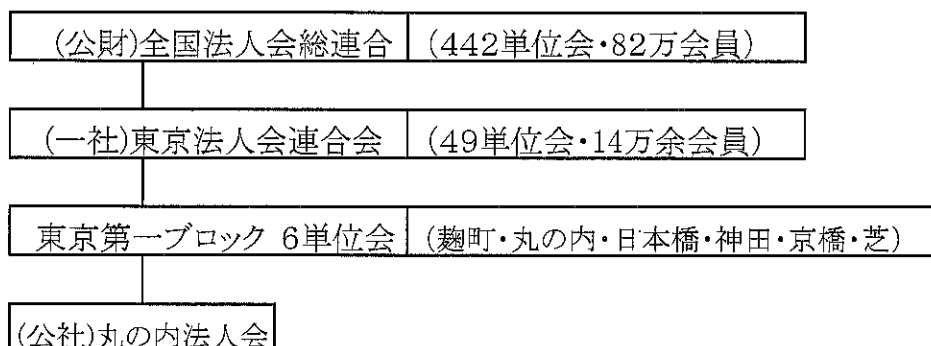 (公財)全国法人会総連合 (442単位会・82万会員)
(一社)東京法人会連合会 (49単位会・14万余会員)
東京第一ブロック 6単位会 (麹町・丸の内・日本橋・神田・京橋・芝)
(公社)丸の内法人会